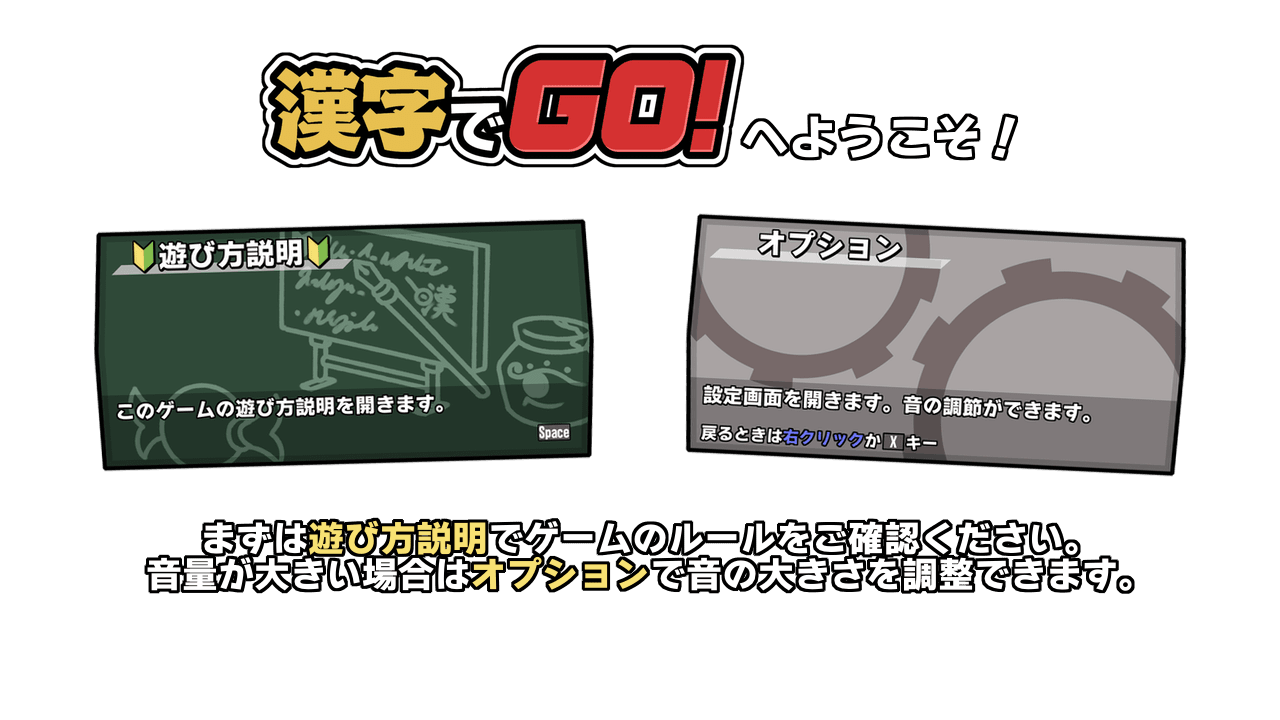 漢字でGO!へようこそ！
遊び方説明
このゲームの遊び方説明を開きます。
Space
オプション
設定画面を開きます。音の調節ができます。
戻るときは右クリックかXキー
まずは遊び方説明でゲームのルールをご確認ください。
音量が大きい場合はオプションで音の大きさを調整できます。